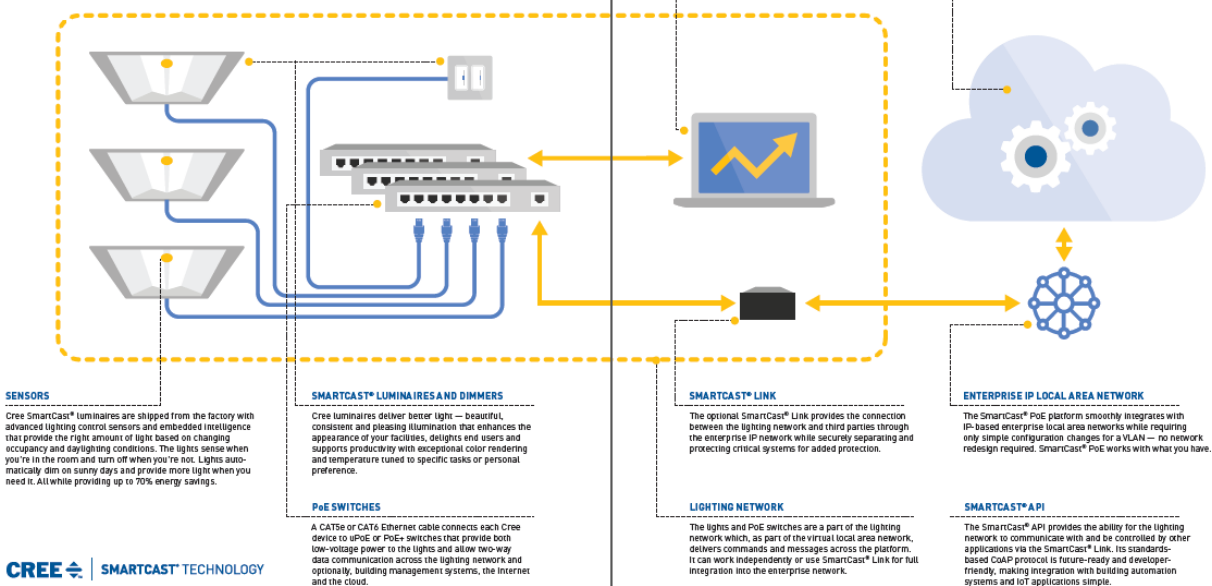 SENSORS
Cree SmartCast® luminaires are shipped from the factory with
advanced lighting control sensors and embedded intelligence
that provide the right amount of light based on changing
occupancy and daylighting conditions. The lights sense when
you're in the room and turn off when you're not. Lights auto-
matically dim on sunny days and provide more light when you
need it. All while providing up to 70% energy savings.
SMARTCAST® LUMINAIRES AND DIMMERS
Cree luminaires deliver better light — beautiful,
consistent and pleasing illumination that enhances the
appearance of your facilities, delights end users and
supports productivity with exceptional color rendering
and temperature tuned to specific tasks or personal
preference.
PoE SWITCHES
A CAT5e or CAT6 Ethernet cable connects each Cree
device to uPoE or PoE+ switches that provide both
low-voltage power to the lights and allow two-way
data communication across the lighting network and
optionally, building management systems, the Internet
and the cloud.
SMARTCAST® LINK
The optional SmartCast® Link provides the connection
between the lighting network and third parties through
the enterprise IP network while securely separating and
protecting critical systems for added protection.
LIGHTING NETWORK
The lights and PoE switches are a part of the lighting
network which, as part of the virtual local area network,
delivers commands and messages across the platform.
It can work independently or use SmartCast® Link for full
integration into the enterprise network.
ENTERPRISE IP LOCAL AREA NETWORK
The SmartCast® PoE platform smoothly integrates with
IP-based enterprise local area networks while requiring
only simple configuration changes for a VLAN — no network
redesign required. SmartCast® PoE works with what you have.
SMARTCAST® API
The SmartCast® API provides the ability for the lighting
network to communicate with and be controlled by other
applications via the SmartCast® Link. Its standards-
based CoAP protocol is future-ready and developer-
friendly, making integration with building automation
systems and IoT applications simple.
CREE SMARTCAST® TECHNOLOGY